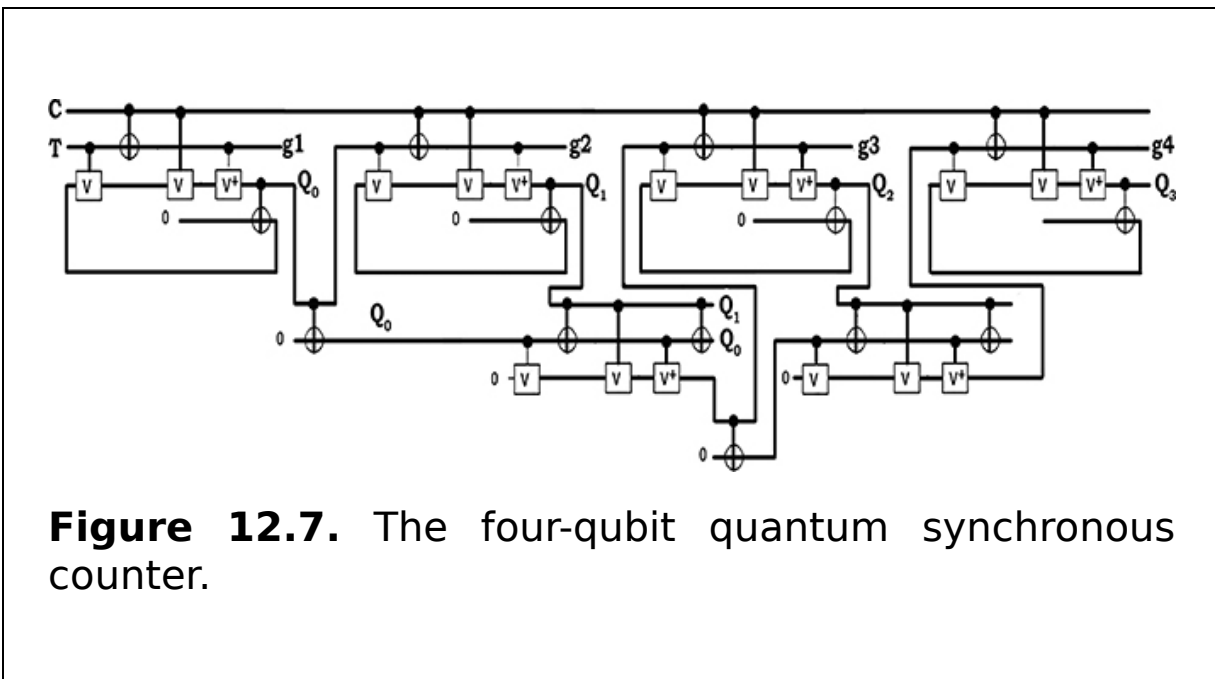 C
T g1 g2 g3 g4
V V V+ Q0 V V V+ Q1 V V V+ Q2 V V V+ Q3
0 0 0
Q0 Q1
0 Q0
0 V V V+ 0 V V V+
0
Figure 12.7. The four-qubit quantum synchronous
counter.